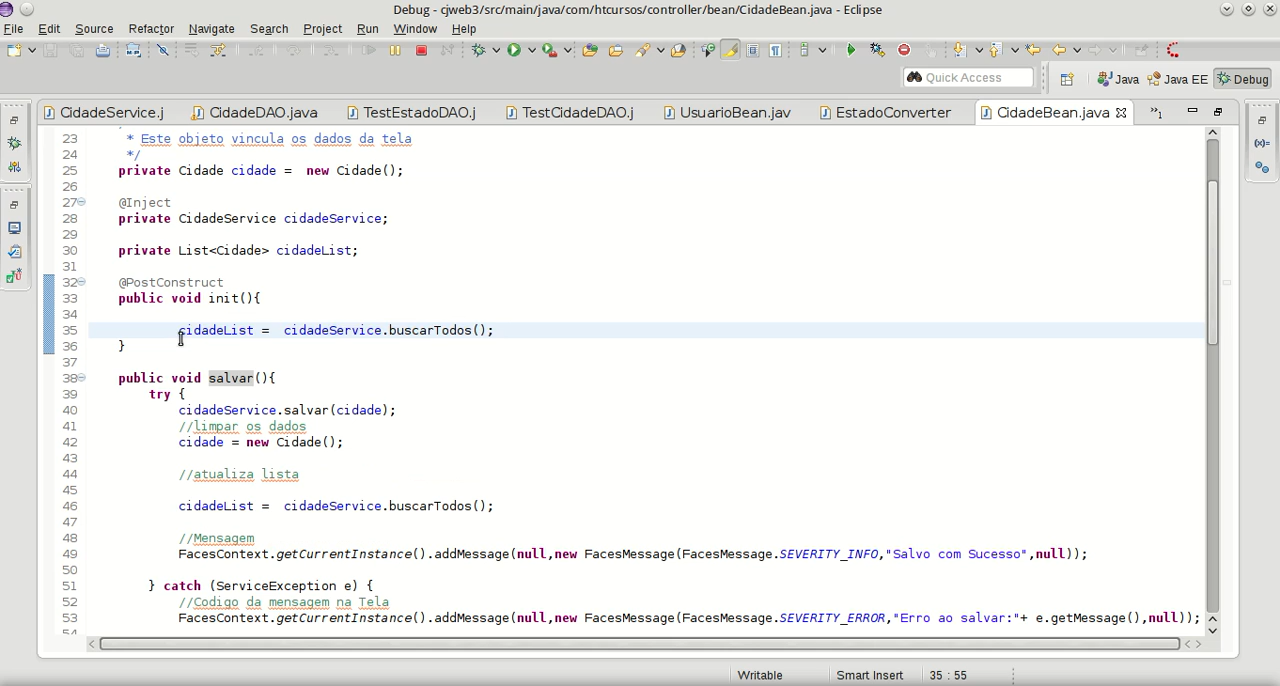 Debug - cjweb3/src/main/java/com/htcursos/controller/bean/CidadeBean.java - Eclipse
File Edit Source Refactor Navigate Search Project Run Window Help
Quick Access
Java Java EE Debug
CidadeService.j CidadeDAO.java TestEstadoDAO.j TestCidadeDAO.j UsuarioBean.jav EstadoConverter CidadeBean.java »1
23 * Este objeto vincula os dados da tela
24 */
25 private Cidade cidade =  new Cidade();
26
27 @Inject
28 private CidadeService cidadeService;
29
30 private List<Cidade> cidadeList;
31
32 @PostConstruct
33 public void init(){
34
35 cidadeList =  cidadeService.buscarTodos();
36 }
37
38 public void salvar(){
39 try {
40 cidadeService.salvar(cidade);
41 //limpar os dados
42 cidade = new Cidade();
43
44 //atualiza lista
45
46 cidadeList =  cidadeService.buscarTodos();
47
48 //Mensagem
49 FacesContext.getCurrentInstance().addMessage(null,new FacesMessage(FacesMessage.SEVERITY_INFO,"Salvo com Sucesso",null));
50
51 } catch (ServiceException e) {
52 //Codigo da mensagem na Tela
53 FacesContext.getCurrentInstance().addMessage(null,new FacesMessage(FacesMessage.SEVERITY_ERROR,"Erro ao salvar:"+ e.getMessage(),null));
54
Writable Smart Insert 35 : 55